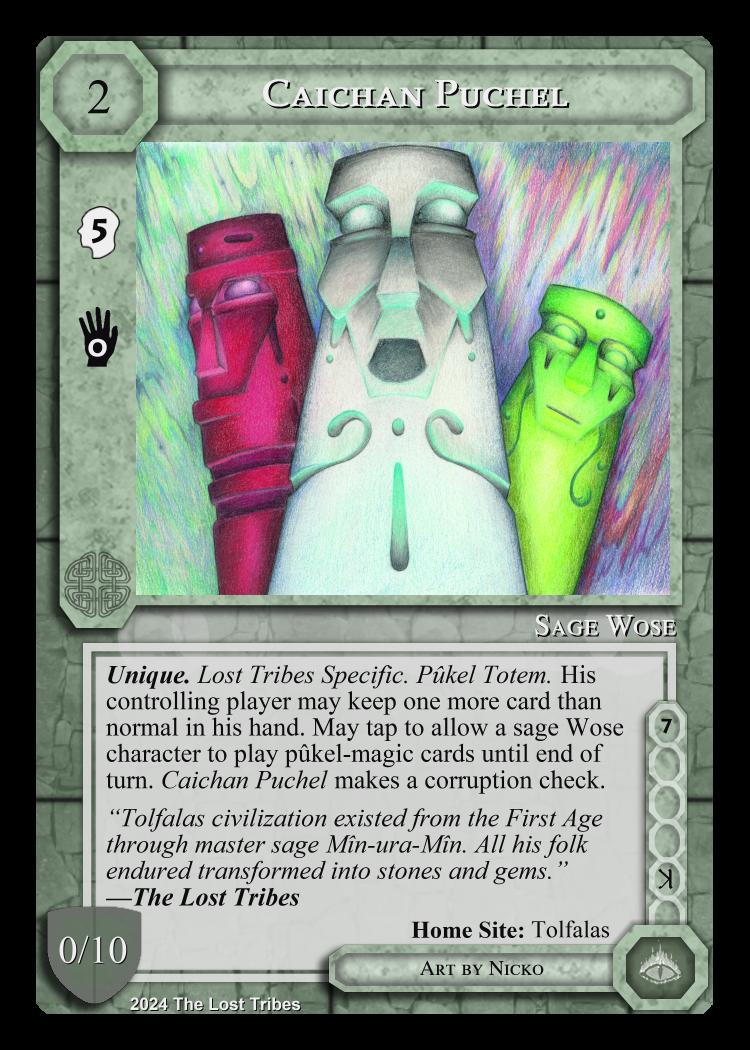 2
Caichan Puchel
5
Sage Wose
Unique. Lost Tribes Specific. Pûkel Totem. His
controlling player may keep one more card than
normal in his hand. May tap to allow a sage Wose
character to play pûkel-magic cards until end of
turn. Caichan Puchel makes a corruption check.
7
“Tolfalas civilization existed from the First Age
through master sage Mîn-ura-Mîn. All his folk
endured transformed into stones and gems.”
—The Lost Tribes
Home Site: Tolfalas
0/10
Art by Nicko
2024 The Lost Tribes